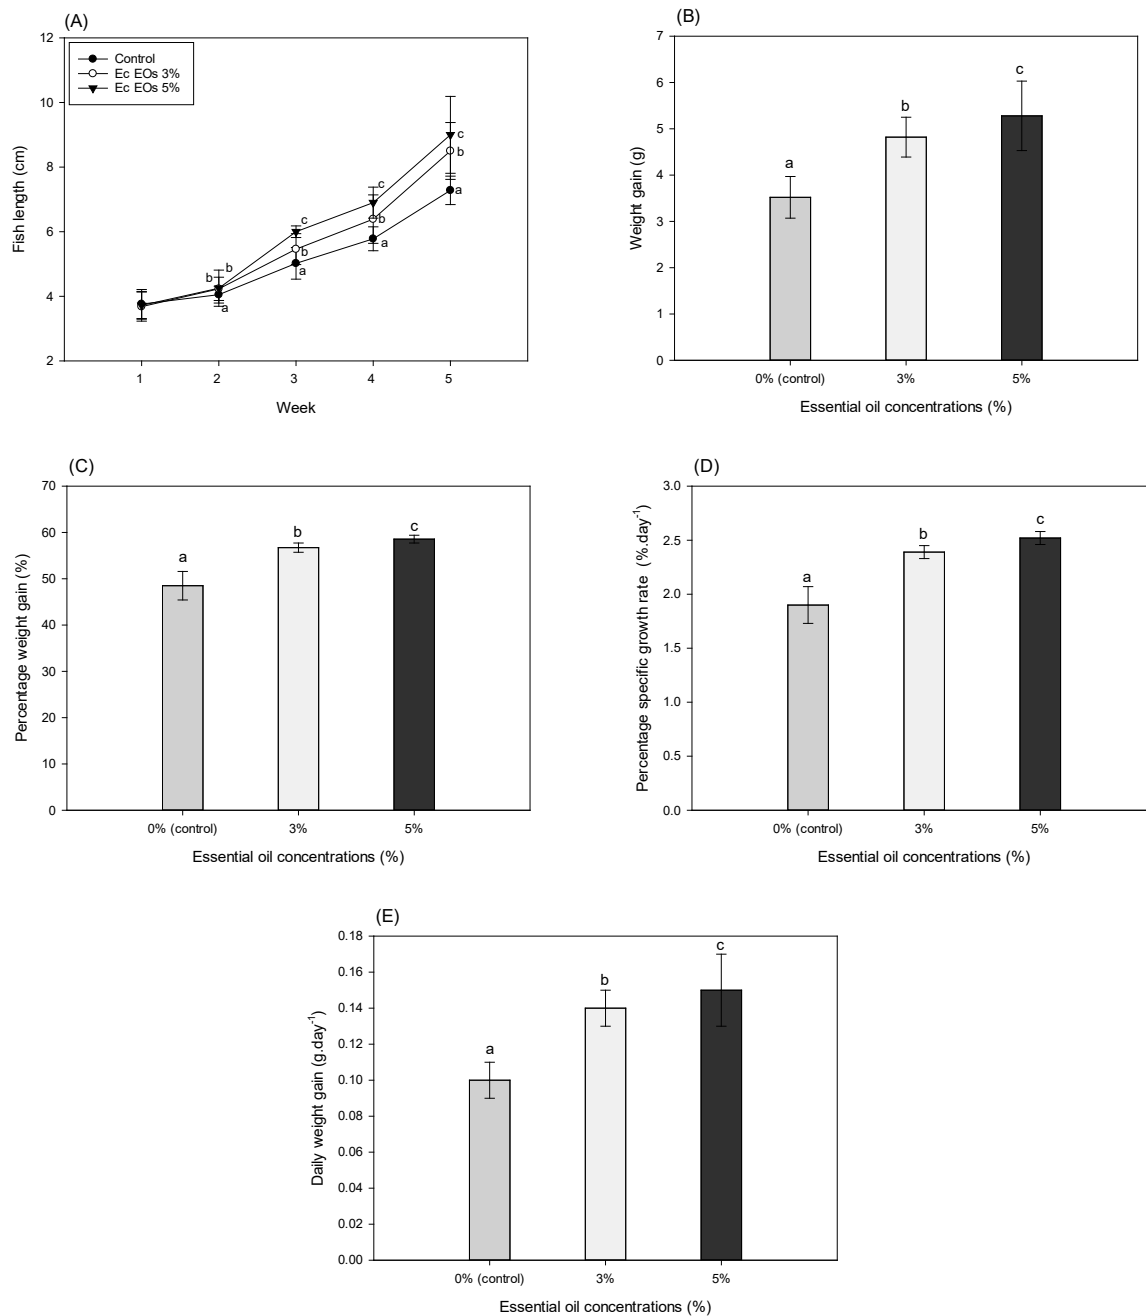 (A)
12
10
8
6
4
2
Fish length (cm)
Control
Ec EOs 3%
Ec EOs 5%
b b
a
c
b
a
c
b
a
c
b
a
1 2 3 4 5
Week
(B)
7
6
5
4
3
2
1
0
Weight gain (g)
a
b
c
0% (control) 3% 5%
Essential oil concentrations (%)
(C)
70
60
50
40
30
20
10
0
Percentage weight gain (%)
a
b
c
0% (control) 3% 5%
Essential oil concentrations (%)
(D)
3.0
2.5
2.0
1.5
1.0
0.5
0.0
Percentage specific growth rate (%.day⁻¹)
a
b
c
0% (control) 3% 5%
Essential oil concentrations (%)
(E)
0.18
0.16
0.14
0.12
0.10
0.08
0.06
0.04
0.02
0.00
Daily weight gain (g.day⁻¹)
a
b
c
0% (control) 3% 5%
Essential oil concentrations (%)